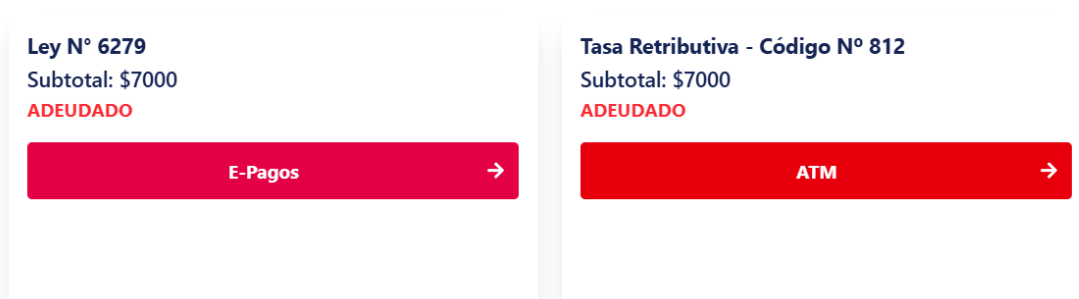 Ley N° 6279
Subtotal: $7000
ADEUDADO
E-Pagos
Tasa Retributiva - Código Nº 812
Subtotal: $7000
ADEUDADO
ATM